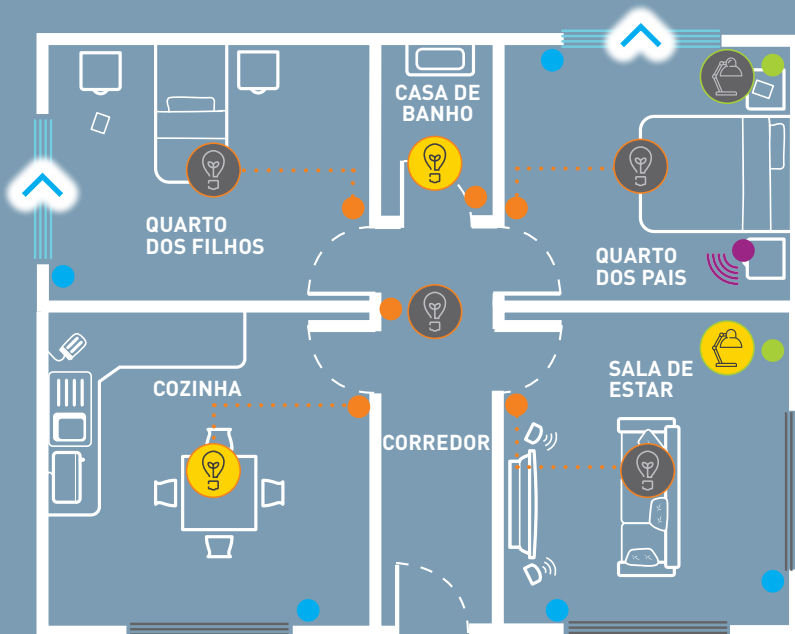 CASA DE
BANHO
QUARTO
DOS FILHOS
QUARTO
DOS PAIS
COZINHA
SALA DE
ESTAR
CORREDOR